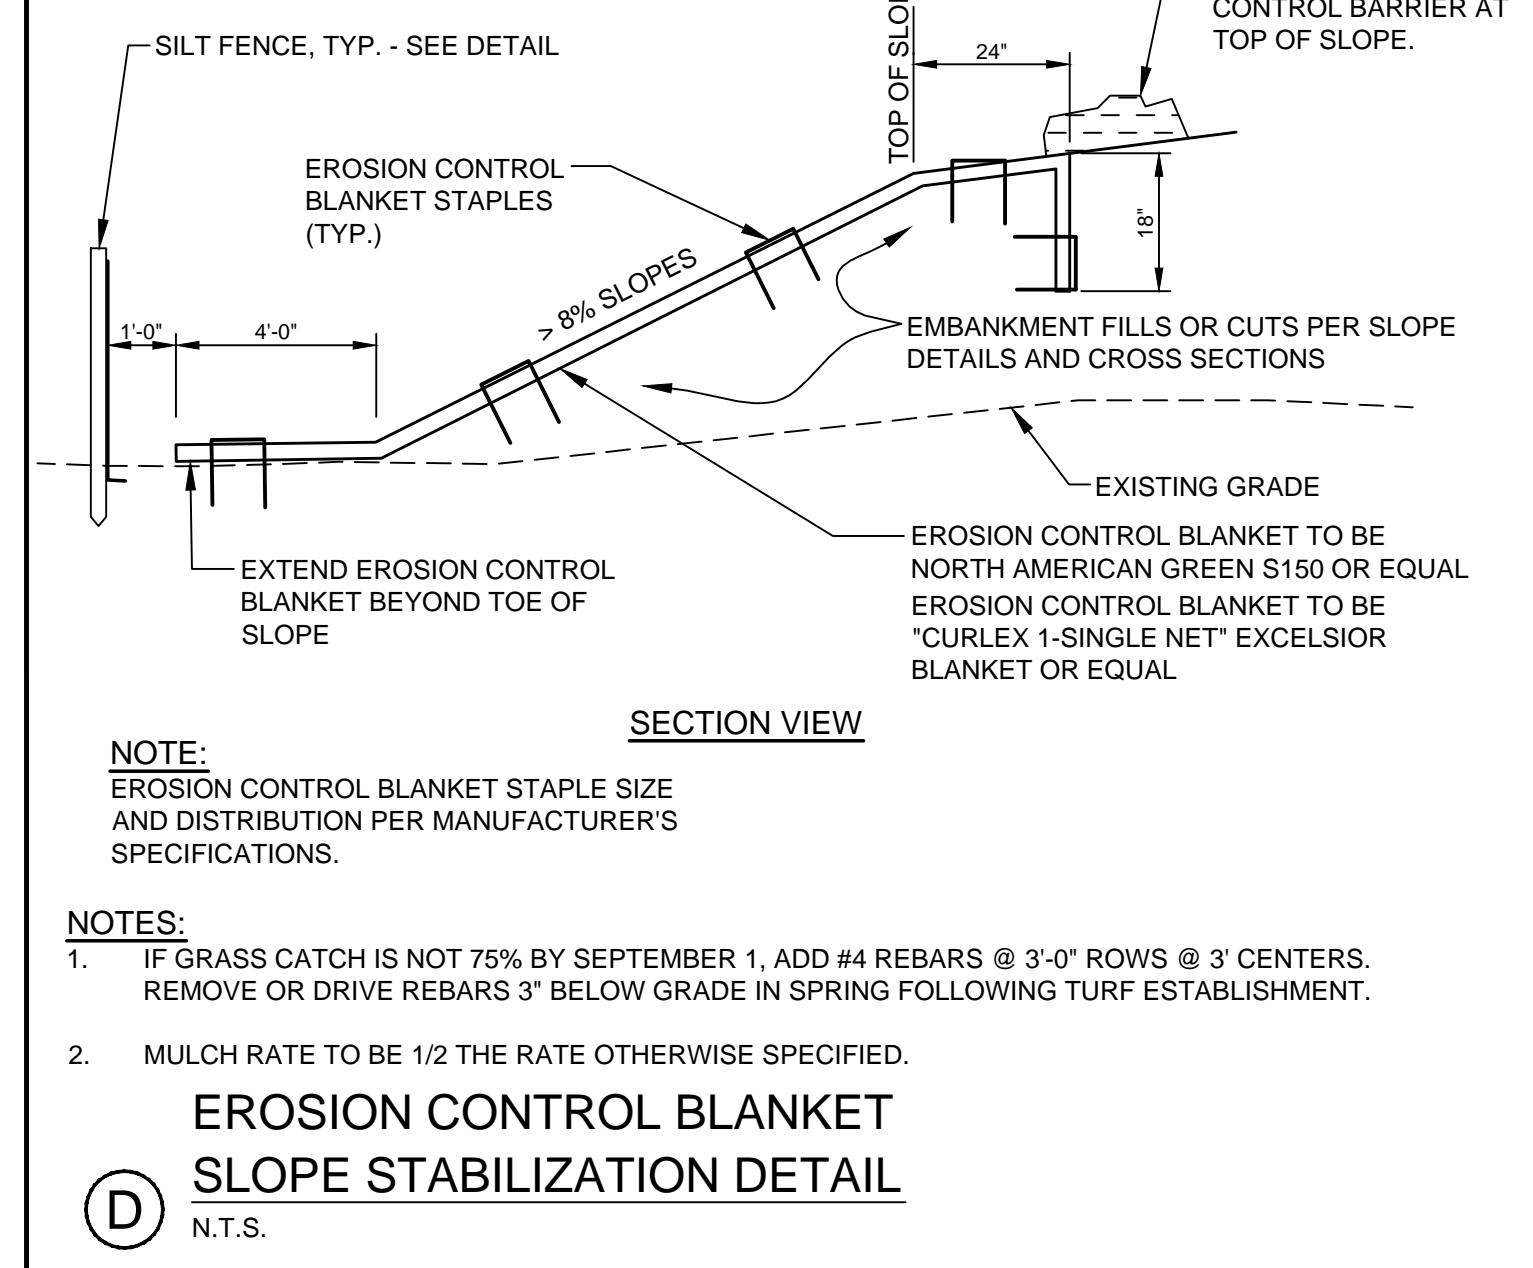 CONTROL BARRIER AT
TOP OF SLOPE.
SILT FENCE, TYP. - SEE DETAIL
24"
TOP OF
EROSION CONTROL
BLANKET STAPLES
(TYP.)
18"
> 8% SLOPES
1'-0"
4'-0"
EMBANKMENT FILLS OR CUTS PER SLOPE
DETAILS AND CROSS SECTIONS
EXISTING GRADE
EROSION CONTROL BLANKET TO BE
NORTH AMERICAN GREEN S150 OR EQUAL
EROSION CONTROL BLANKET TO BE
"CURLEX 1-SINGLE NET" EXCELSIOR
BLANKET OR EQUAL
EXTEND EROSION CONTROL
BLANKET BEYOND TOE OF
SLOPE
SECTION VIEW
NOTE:
EROSION CONTROL BLANKET STAPLE SIZE
AND DISTRIBUTION PER MANUFACTURER'S
SPECIFICATIONS.
NOTES:
1. IF GRASS CATCH IS NOT 75% BY SEPTEMBER 1, ADD #4 REBARS @ 3'-0" ROWS @ 3' CENTERS.
REMOVE OR DRIVE REBARS 3" BELOW GRADE IN SPRING FOLLOWING TURF ESTABLISHMENT.
2. MULCH RATE TO BE 1/2 THE RATE OTHERWISE SPECIFIED.
EROSION CONTROL BLANKET
SLOPE STABILIZATION DETAIL
D
N.T.S.